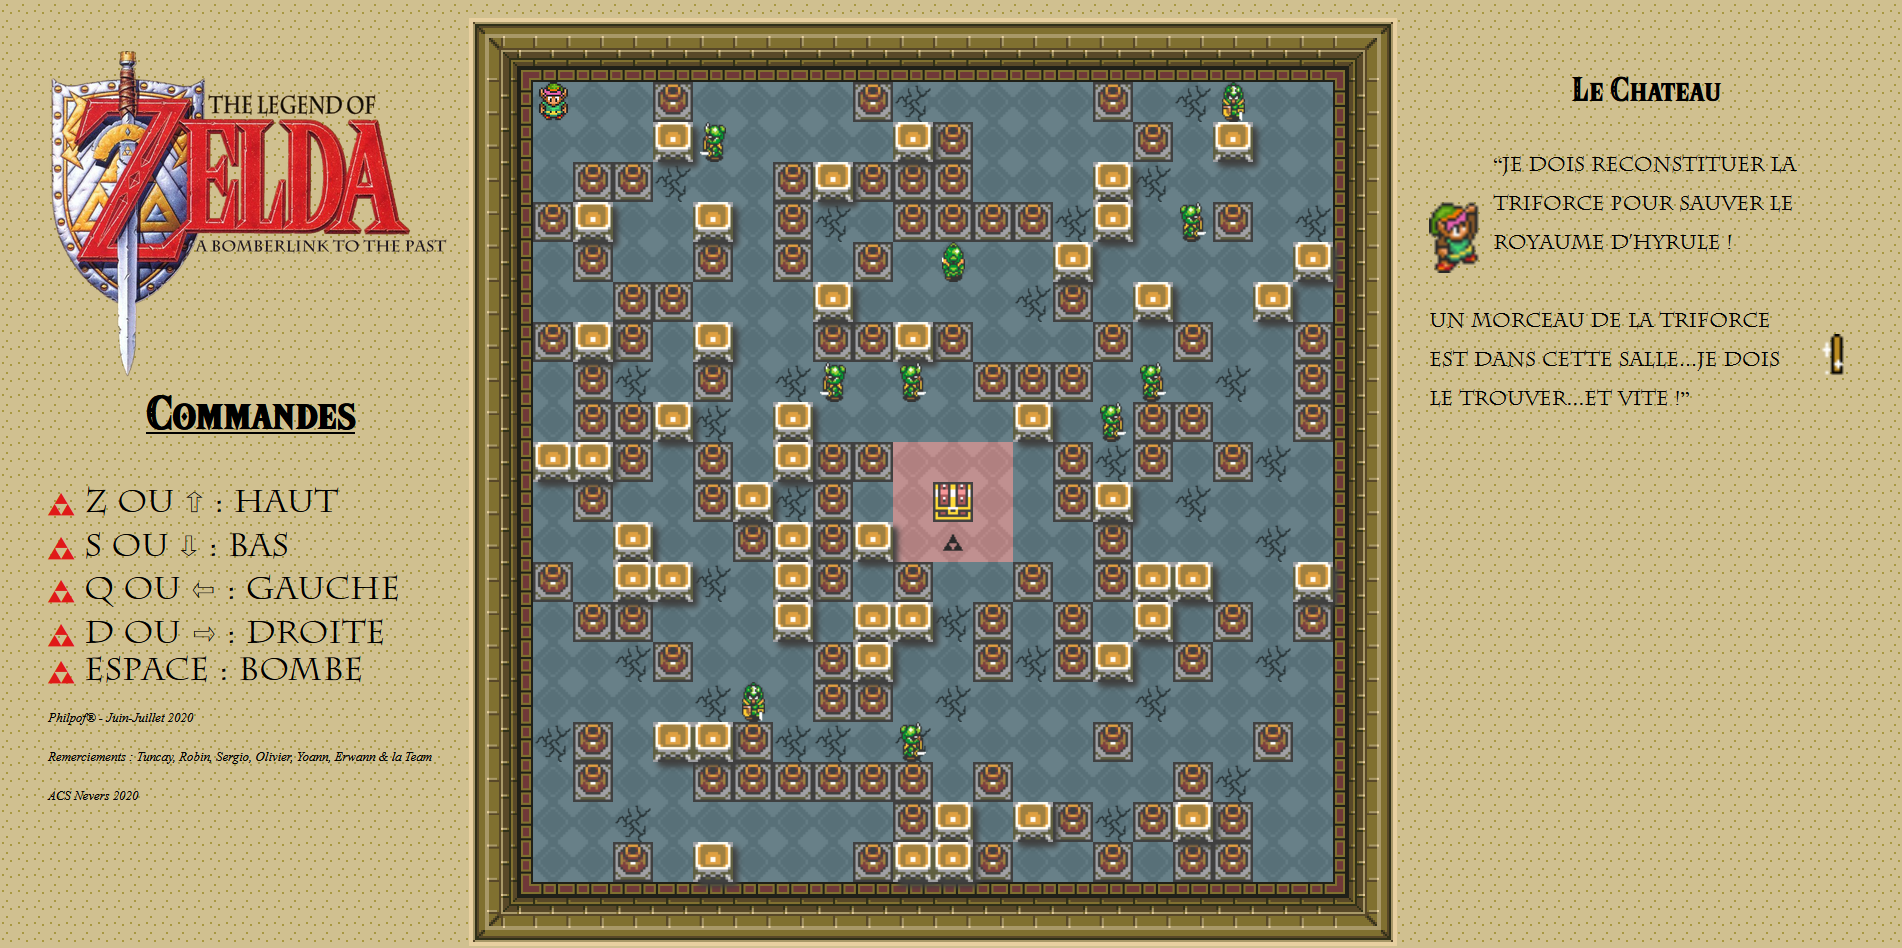 THE LEGEND OF
ZELDA
A BOMBERLINK TO THE PAST
COMMANDES
Z OU ⇧ : HAUT
S OU ⇩ : BAS
Q OU ⇦ : GAUCHE
D OU ⇨ : DROITE
ESPACE : BOMBE
Philpof® - Juin-Juillet 2020
Remerciements : Tuncay, Robin, Sergio, Olivier, Yoann, Erwann & la Team
ACS Nevers 2020
LE CHATEAU
“JE DOIS RECONSTITUER LA
TRIFORCE POUR SAUVER LE
ROYAUME D'HYRULE !
UN MORCEAU DE LA TRIFORCE
EST DANS CETTE SALLE...JE DOIS
LE TROUVER...ET VITE !”